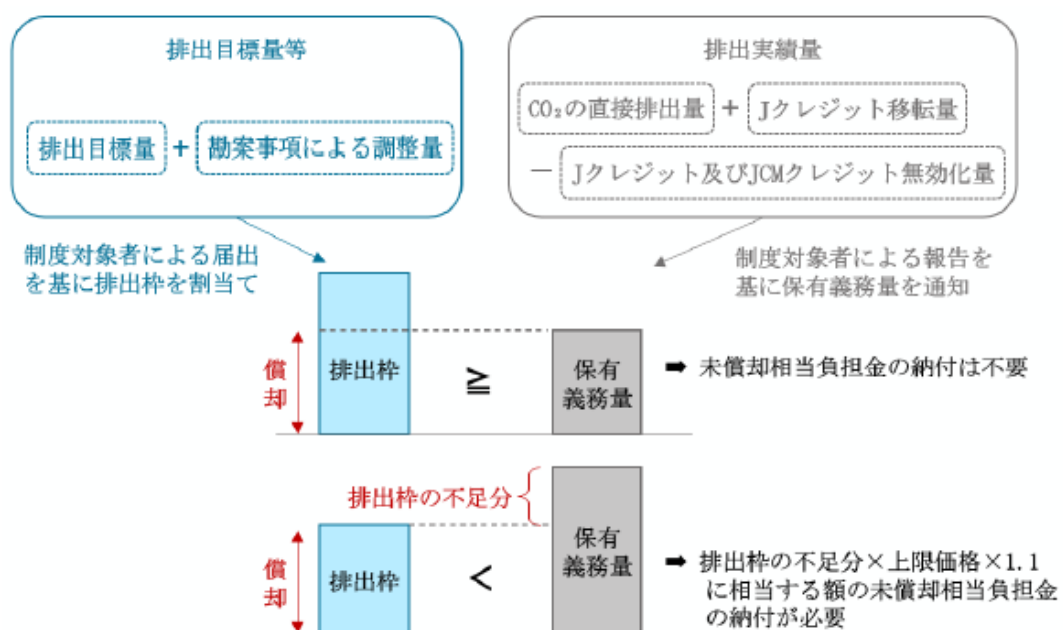 排出目標量等
排出目標量 + 勘案事項による調整量
排出実績量
CO₂の直接排出量 + Jクレジット移転量
− Jクレジット及びJCMクレジット無効化量
制度対象者による届出
を基に排出枠を割当て
制度対象者による報告を
基に保有義務量を通知
償却
排出枠
≧
保有
義務量
➡ 未償却相当負担金の納付は不要
排出枠の不足分
償却
排出枠
<
保有
義務量
➡ 排出枠の不足分×上限価格×1.1
に相当する額の未償却相当負担金
の納付が必要